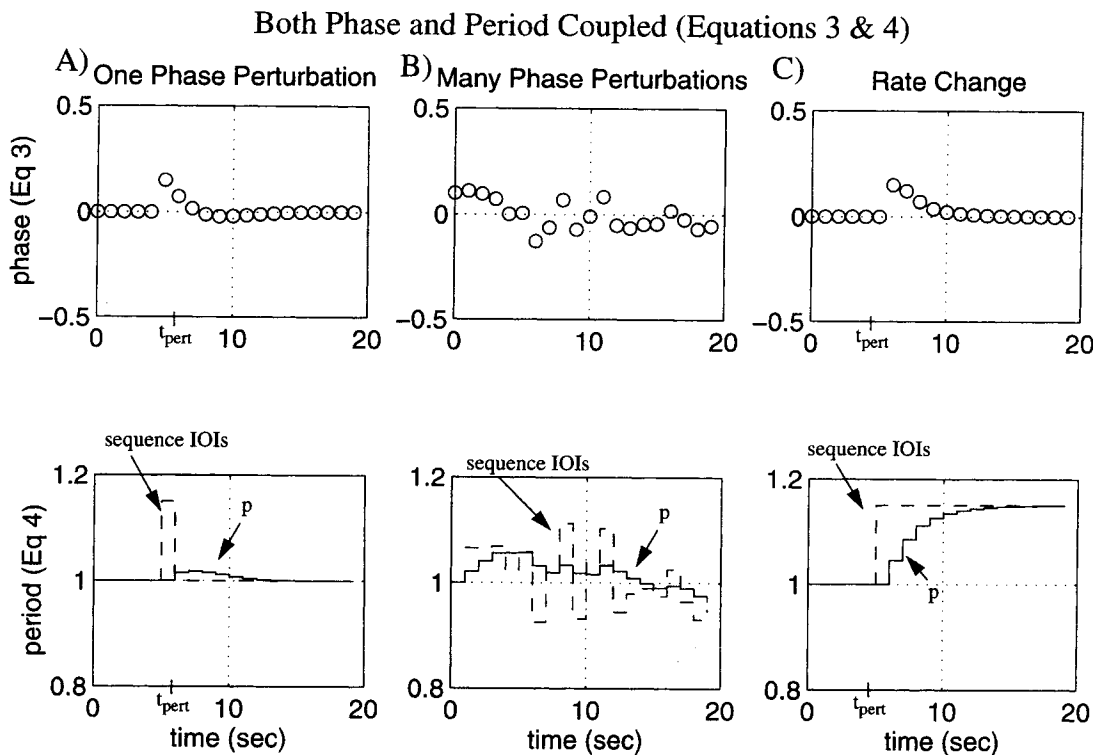 Both Phase and Period Coupled (Equations 3 & 4)
A) One Phase Perturbation
B) Many Phase Perturbations
C) Rate Change
phase (Eq 3)
0.5
0
−0.5
0
t_pert
10
20
0.5
0
−0.5
0
10
20
0.5
0
−0.5
0
t_pert
10
20
period (Eq 4)
sequence IOIs
p
1.2
1
0.8
0
t_pert
10
20
time (sec)
sequence IOIs
p
1.2
1
0.8
0
10
20
time (sec)
sequence IOIs
p
1.2
1
0.8
0
t_pert
10
20
time (sec)